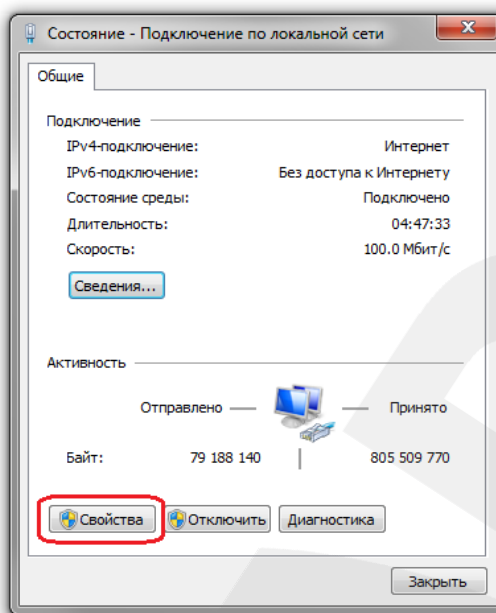 Состояние - Подключение по локальной сети
Общие
Подключение
IPv4-подключение: Интернет
IPv6-подключение: Без доступа к Интернету
Состояние среды: Подключено
Длительность: 04:47:33
Скорость: 100.0 Мбит/с
Сведения...
Активность
Отправлено — — Принято
Байт: 79 188 140 | 805 509 770
Свойства Отключить Диагностика
Закрыть